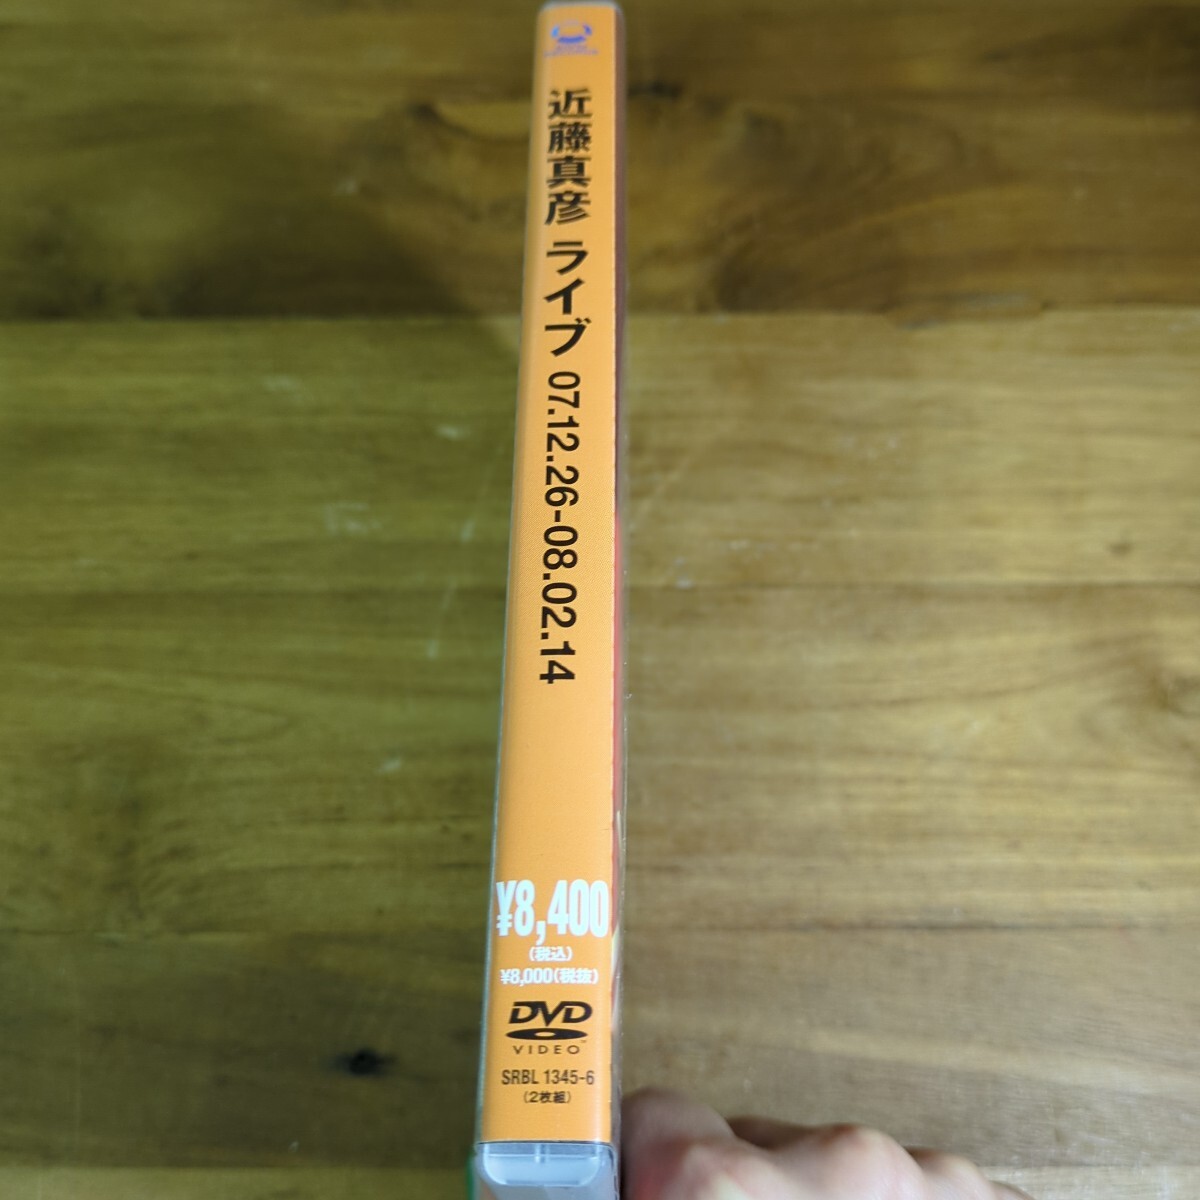 近藤真彦 ライブ 07.12.26-08.02.14
¥8,400
(税込)
¥8,000(税抜)
DVD
VIDEO™
SRBL 1345-6
(2枚組)